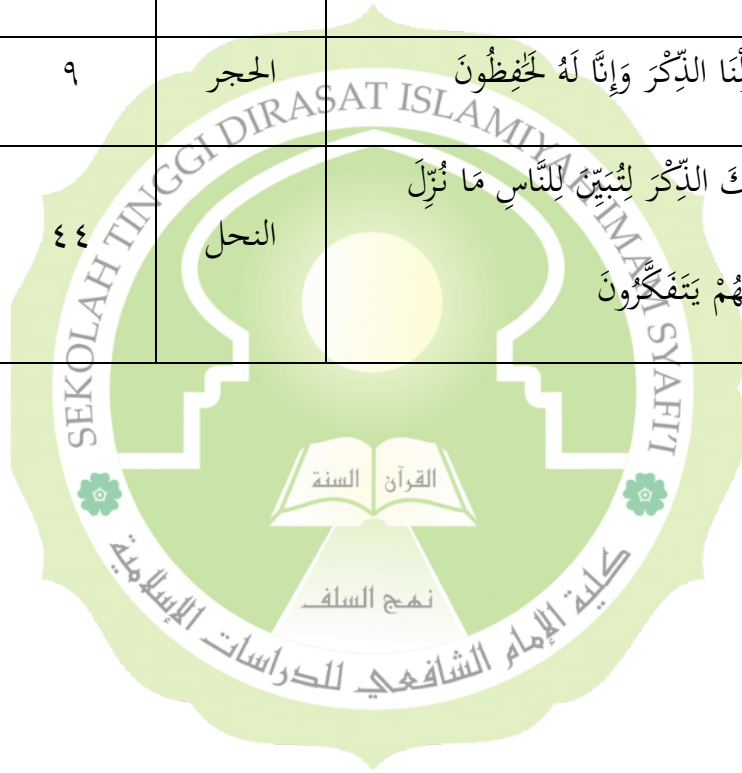 نَا الذِّكْرَ وَإِنَّا لَهُ لَحَٰفِظُونَ
الحجر
٩
الذِّكْرَ لِتُبَيِّنَ لِلنَّاسِ مَا نُزِّلَ
النحل
٤٤
هُمْ يَتَفَكَّرُونَ
SEKOLAH TINGGI DIRASAT ISLAMIYAH IMAM SYAFI'I
القرآن
السنة
نهج السلف
كلية الإمام الشافعي للدراسات الإسلامية